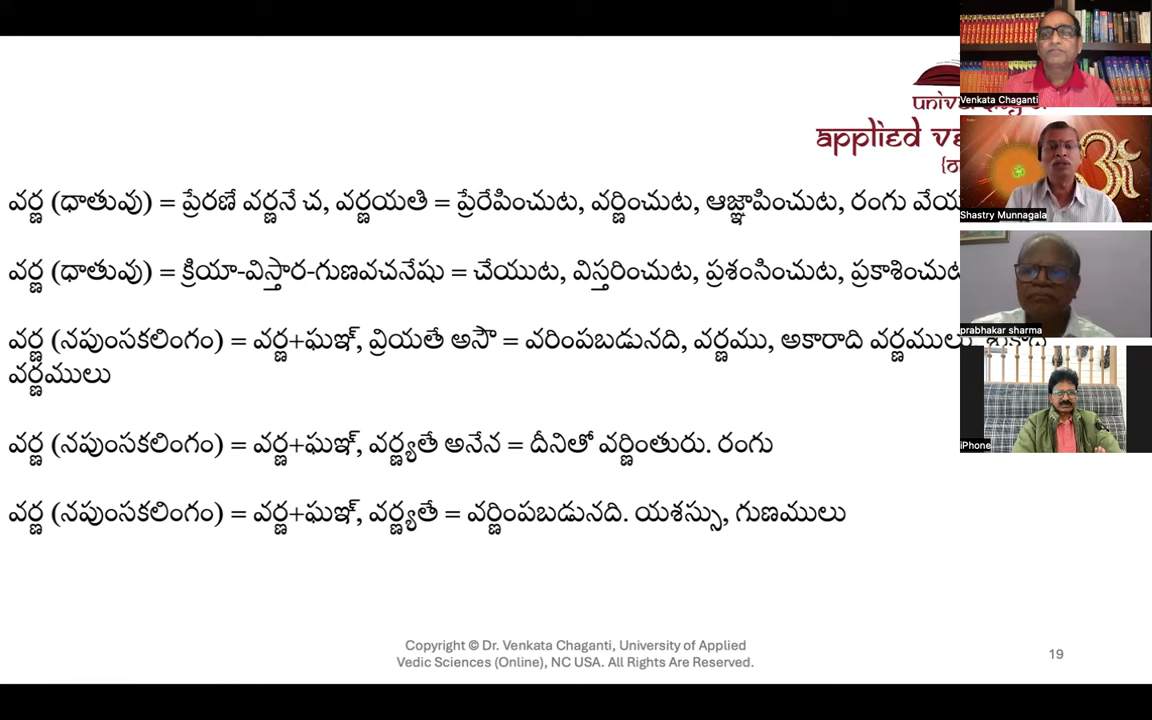 Venkata Chaganti
applied
Shastry Munnagala
వర్ణ (ధాతువు) = ప్రేరణే వర్ణనే చ, వర్ణయతి = ప్రేరేపించుట, వర్ణించుట, ఆజ్ఞాపించుట, రంగు
వర్ణ (ధాతువు) = క్రియా-విస్తార-గుణవచనేషు = చేయుట, విస్తరించుట, ప్రశంసించుట, ప్రకాశించుట
prabhakar sharma
వర్ణ (నపుంసకలింగం) = వర్ణ+ఘఞ్, వ్రియతే అసౌ = వరింపబడునది, వర్ణము, అకారాది వర్ణములు,
వర్ణములు
వర్ణ (నపుంసకలింగం) = వర్ణ+ఘఞ్, వర్ణ్యతే అనేన = దీనితో వర్ణింతురు. రంగు
iPhone
వర్ణ (నపుంసకలింగం) = వర్ణ+ఘఞ్, వర్ణ్యతే = వర్ణింపబడునది. యశస్సు, గుణములు
Copyright © Dr. Venkata Chaganti, University of Applied
Vedic Sciences (Online), NC USA. All Rights Are Reserved.
19